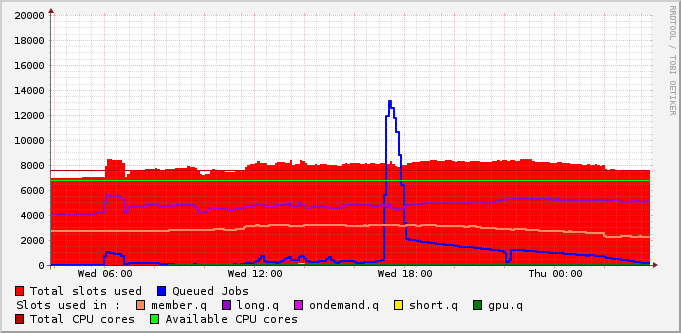 20000
18000
16000
14000
12000
10000
8000
6000
4000
2000
0
Wed 06:00 Wed 12:00 Wed 18:00 Thu 00:00
RRDTOOL / TOBI OETIKER
Total slots used Queued Jobs
Slots used in : member.q long.q ondemand.q short.q gpu.q
Total CPU cores Available CPU cores